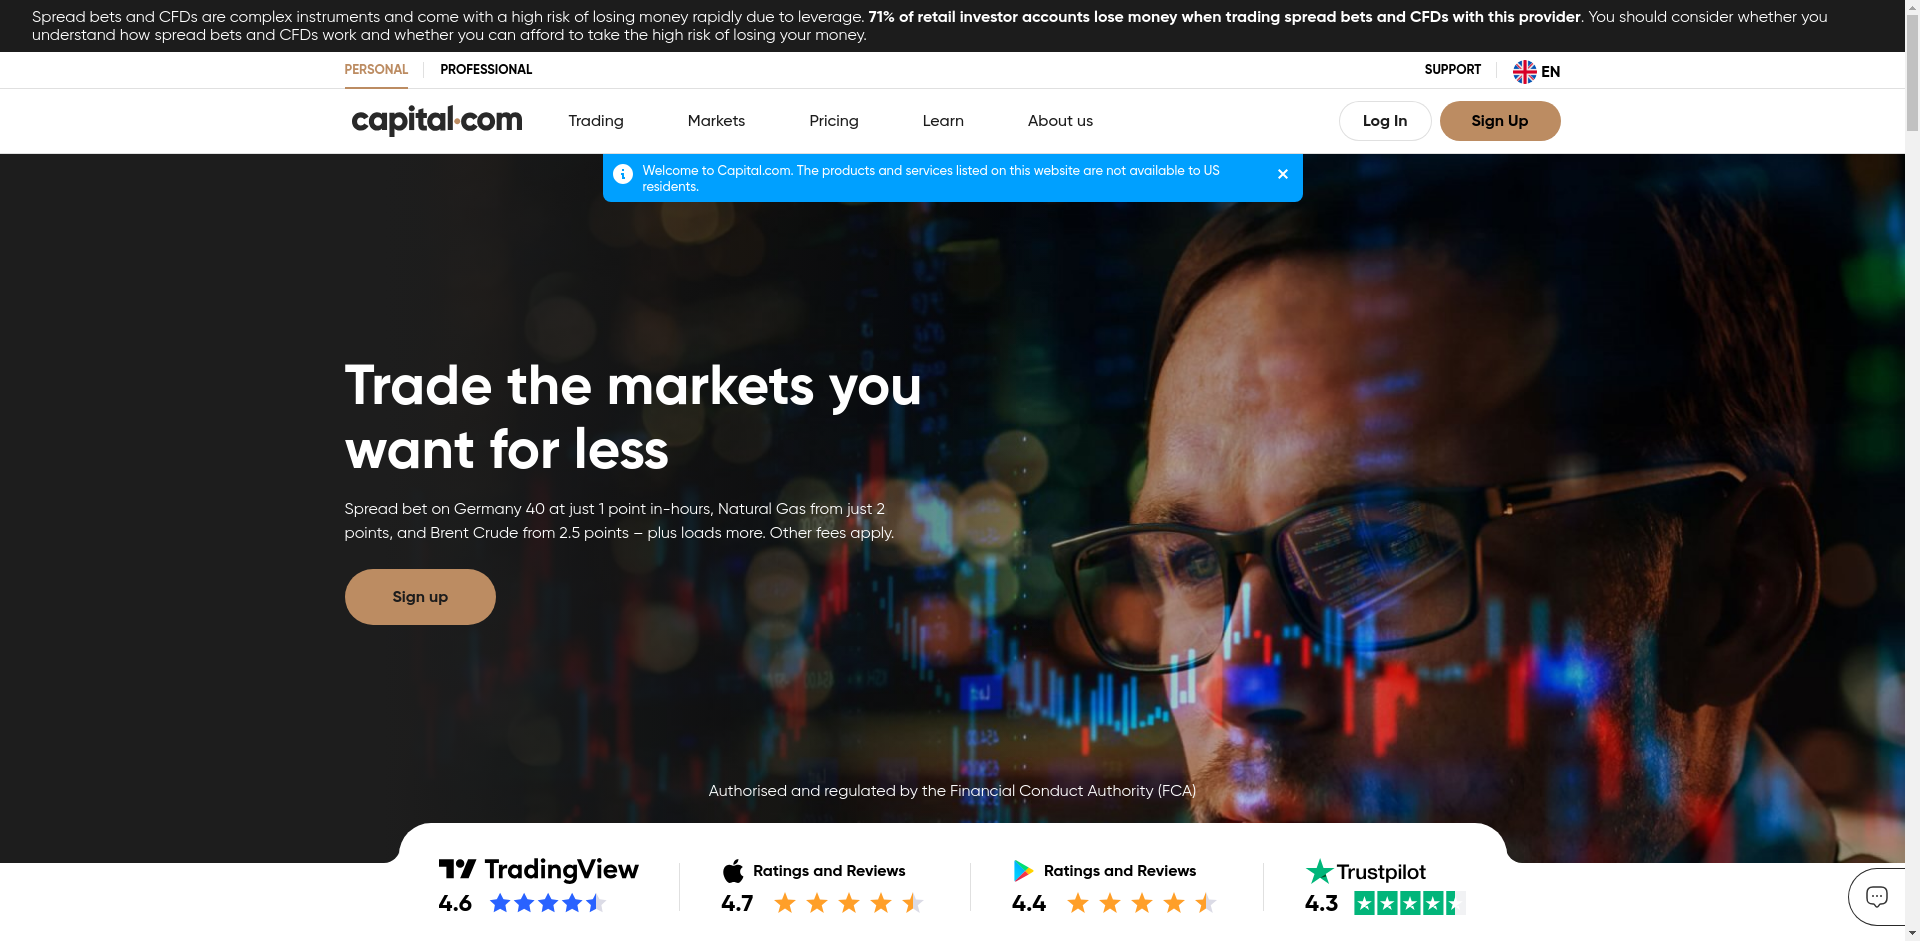 Spread bets and CFDs are complex instruments and come with a high risk of losing money rapidly due to leverage. 71% of retail investor accounts lose money when trading spread bets and CFDs with this provider. You should consider whether you
understand how spread bets and CFDs work and whether you can afford to take the high risk of losing your money.
PERSONAL PROFESSIONAL SUPPORT EN
capital.com Trading Markets Pricing Learn About us Log In Sign Up
Welcome to Capital.com. The products and services listed on this website are not available to US
residents.
Trade the markets you
want for less
Spread bet on Germany 40 at just 1 point in-hours, Natural Gas from just 2
points, and Brent Crude from 2.5 points – plus loads more. Other fees apply.
Sign up
Authorised and regulated by the Financial Conduct Authority (FCA)
TradingView Ratings and Reviews Ratings and Reviews Trustpilot
4.6 4.7 4.4 4.3